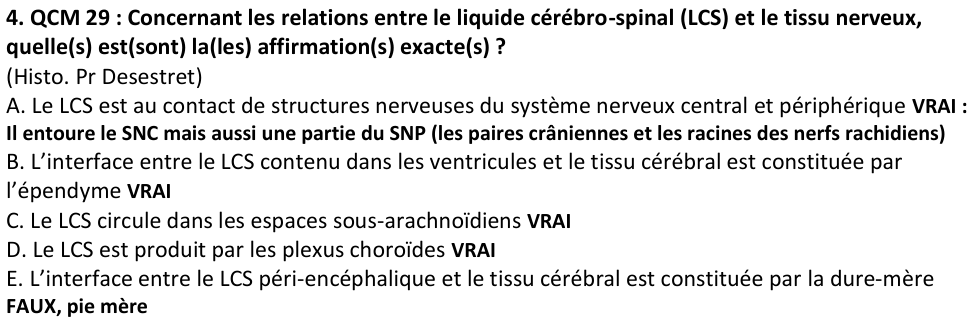 4. QCM 29 : Concernant les relations entre le liquide cérébro-spinal (LCS) et le tissu nerveux,
quelle(s) est(sont) la(les) affirmation(s) exacte(s) ?
(Histo. Pr Desestret)
A. Le LCS est au contact de structures nerveuses du système nerveux central et périphérique VRAI :
Il entoure le SNC mais aussi une partie du SNP (les paires crâniennes et les racines des nerfs rachidiens)
B. L’interface entre le LCS contenu dans les ventricules et le tissu cérébral est constituée par
l’épendyme VRAI
C. Le LCS circule dans les espaces sous-arachnoïdiens VRAI
D. Le LCS est produit par les plexus choroïdes VRAI
E. L’interface entre le LCS péri-encéphalique et le tissu cérébral est constituée par la dure-mère
FAUX, pie mère